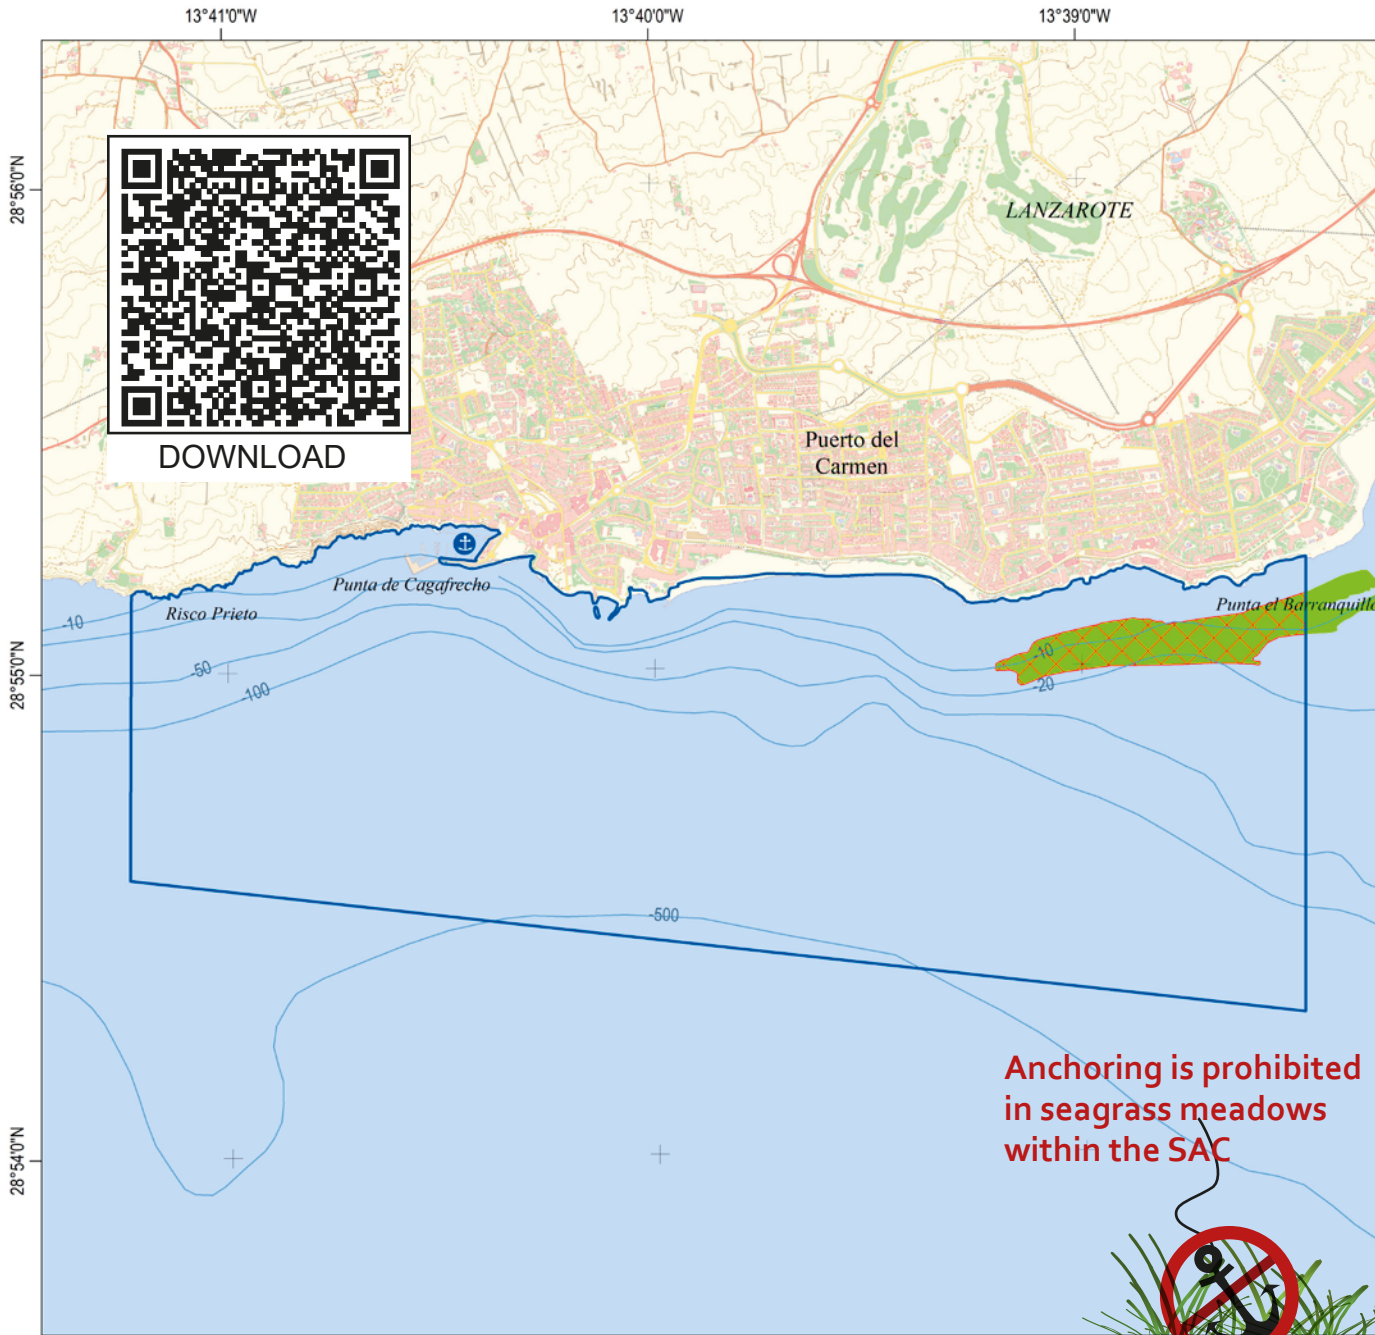 13°41'0"W
13°40'0"W
13°39'0"W
28°56'0"N
LANZAROTE
DOWNLOAD
Puerto del
Carmen
Punta de Cagafrecho
Risco Prieto
Punta el Barranquillo
-10
-10
28°55'0"N
-50
-20
-100
-500
Anchoring is prohibited
in seagrass meadows
within the SAC
28°54'0"N